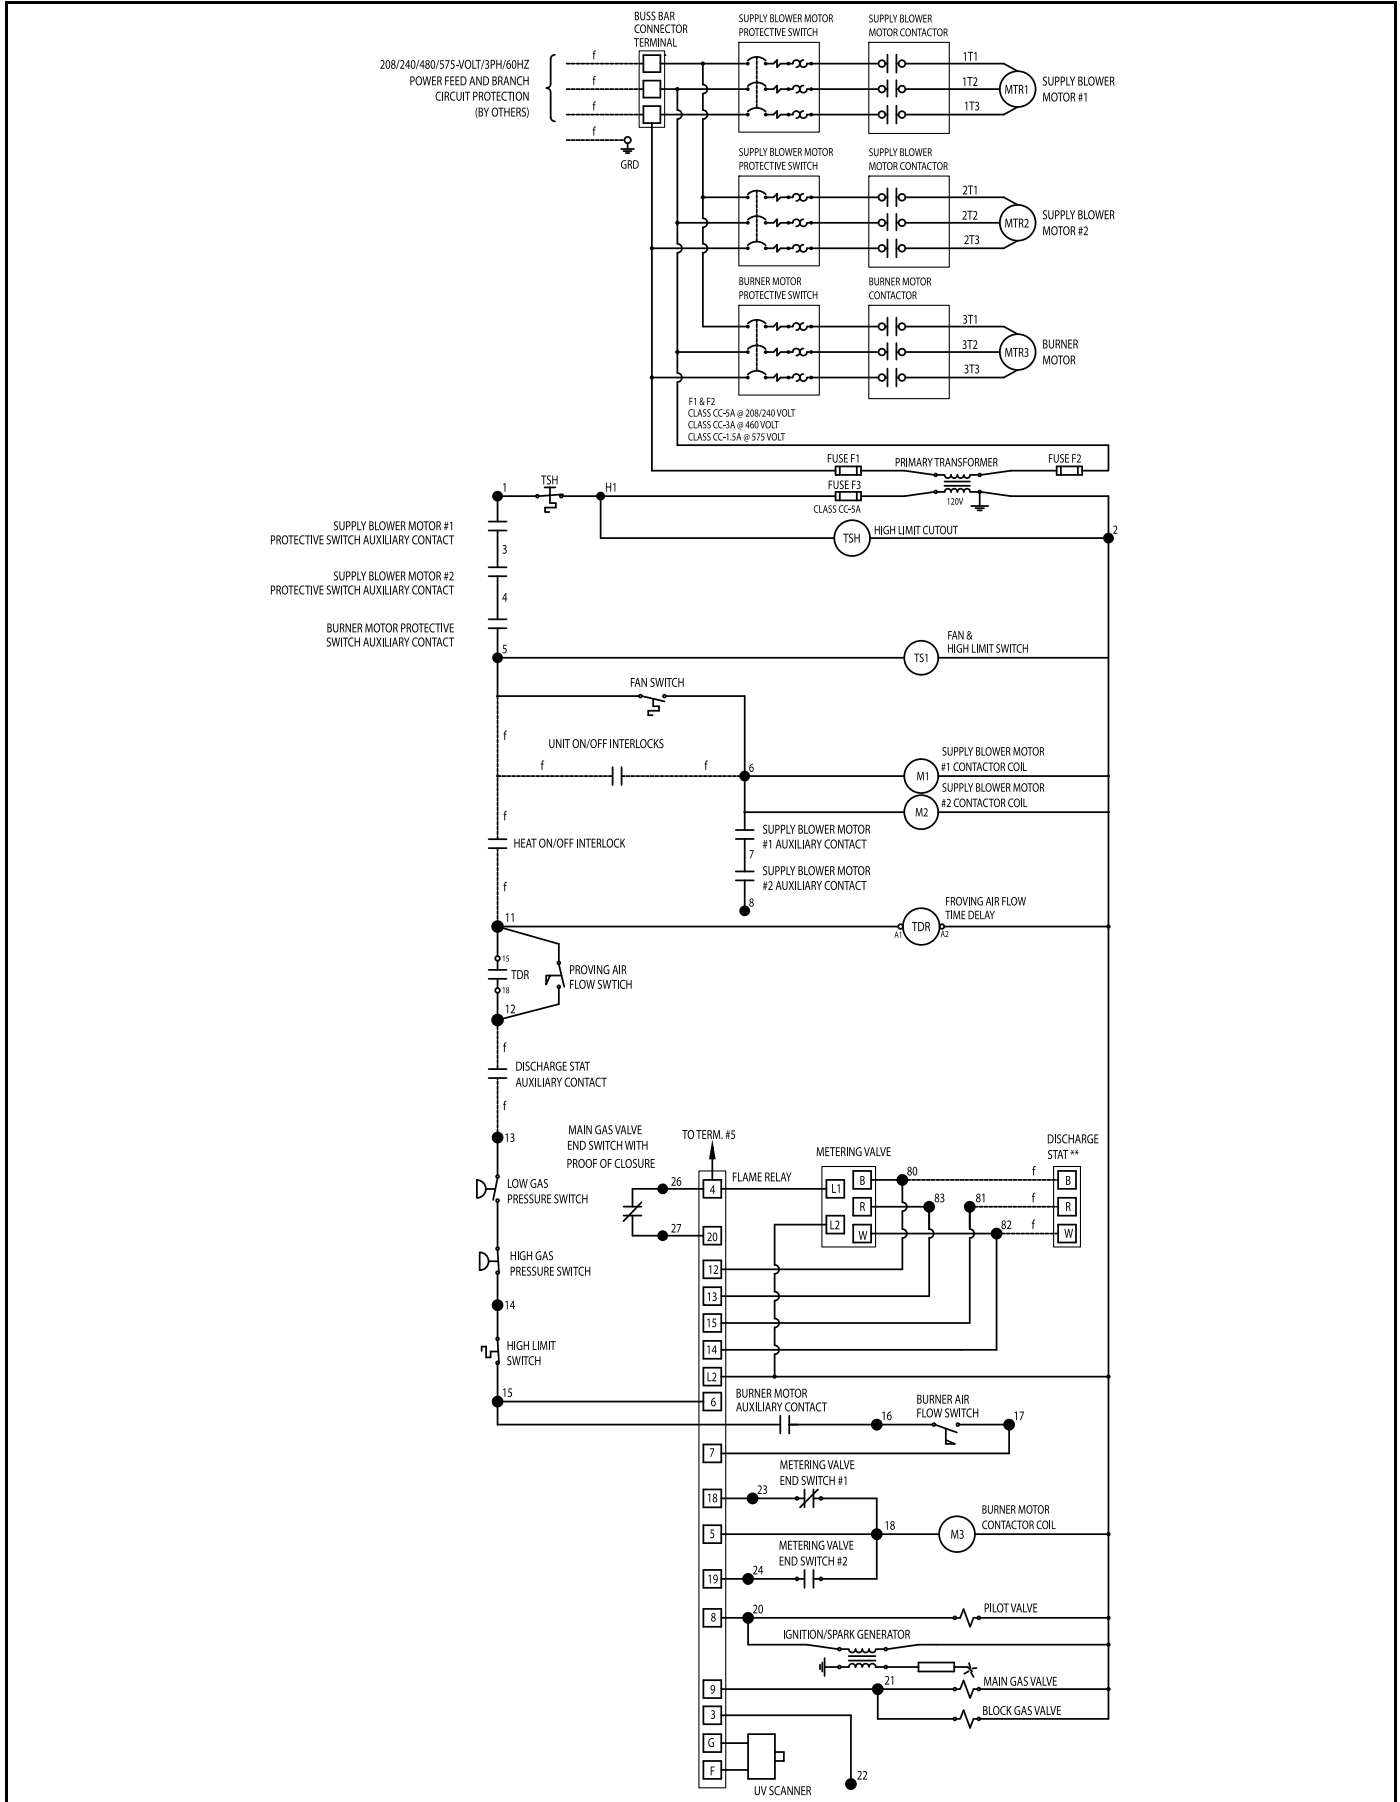 BUSS BAR
CONNECTOR
TERMINAL
SUPPLY BLOWER MOTOR
PROTECTIVE SWITCH
SUPPLY BLOWER
MOTOR CONTACTOR
208/240/480/575-VOLT/3PH/60HZ
POWER FEED AND BRANCH
CIRCUIT PROTECTION
(BY OTHERS)
f
f
f
f
GRD
1T1
1T2
1T3
MTR1
SUPPLY BLOWER
MOTOR #1
SUPPLY BLOWER MOTOR
PROTECTIVE SWITCH
SUPPLY BLOWER
MOTOR CONTACTOR
2T1
2T2
2T3
MTR2
SUPPLY BLOWER
MOTOR #2
BURNER MOTOR
PROTECTIVE SWITCH
BURNER MOTOR
CONTACTOR
3T1
3T2
3T3
MTR3
BURNER
MOTOR
F1 & F2
CLASS CC-5A @ 208/240 VOLT
CLASS CC-3A @ 460 VOLT
CLASS CC-1.5A @ 575 VOLT
FUSE F1
PRIMARY TRANSFORMER
FUSE F2
1
TSH
H1
FUSE F3
CLASS CC-5A
120V
TSH
HIGH LIMIT CUTOUT
2
SUPPLY BLOWER MOTOR #1
PROTECTIVE SWITCH AUXILIARY CONTACT
3
SUPPLY BLOWER MOTOR #2
PROTECTIVE SWITCH AUXILIARY CONTACT
4
BURNER MOTOR PROTECTIVE
SWITCH AUXILIARY CONTACT
5
TS1
FAN &
HIGH LIMIT SWITCH
FAN SWITCH
f
UNIT ON/OFF INTERLOCKS
f
f
6
M1
SUPPLY BLOWER MOTOR
#1 CONTACTOR COIL
M2
SUPPLY BLOWER MOTOR
#2 CONTACTOR COIL
f
HEAT ON/OFF INTERLOCK
f
SUPPLY BLOWER MOTOR
#1 AUXILIARY CONTACT
7
SUPPLY BLOWER MOTOR
#2 AUXILIARY CONTACT
8
11
A1
TDR
A2
FROVING AIR FLOW
TIME DELAY
15
TDR
18
PROVING AIR
FLOW SWTICH
12
f
DISCHARGE STAT
AUXILIARY CONTACT
f
13
LOW GAS
PRESSURE SWITCH
HIGH GAS
PRESSURE SWITCH
14
HIGH LIMIT
SWITCH
15
MAIN GAS VALVE
END SWITCH WITH
PROOF OF CLOSURE
26
27
TO TERM. #5
FLAME RELAY
4
20
12
13
15
14
L2
6
7
18
5
19
8
9
3
G
F
METERING VALVE
L1
L2
B
R
W
80
83
81
82
f
f
f
DISCHARGE
STAT **
B
R
W
BURNER MOTOR
AUXILIARY CONTACT
16
BURNER AIR
FLOW SWITCH
17
METERING VALVE
END SWITCH #1
23
18
M3
BURNER MOTOR
CONTACTOR COIL
METERING VALVE
END SWITCH #2
24
20
PILOT VALVE
IGNITION/SPARK GENERATOR
21
MAIN GAS VALVE
BLOCK GAS VALVE
22
UV SCANNER